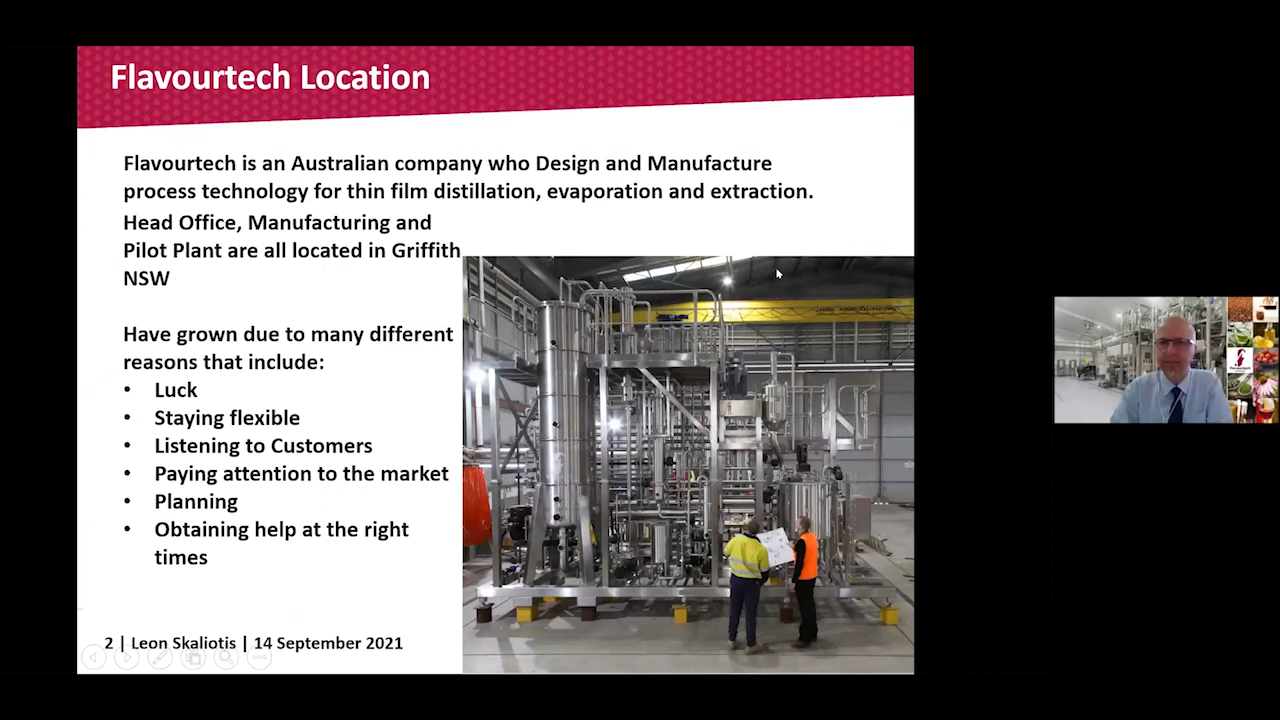 Flavourtech Location
Flavourtech is an Australian company who Design and Manufacture
process technology for thin film distillation, evaporation and extraction.
Head Office, Manufacturing and
Pilot Plant are all located in Griffith
NSW
Have grown due to many different
reasons that include:
• Luck
• Staying flexible
• Listening to Customers
• Paying attention to the market
• Planning
• Obtaining help at the right
times
2 | Leon Skaliotis | 14 September 2021
Flavourtech